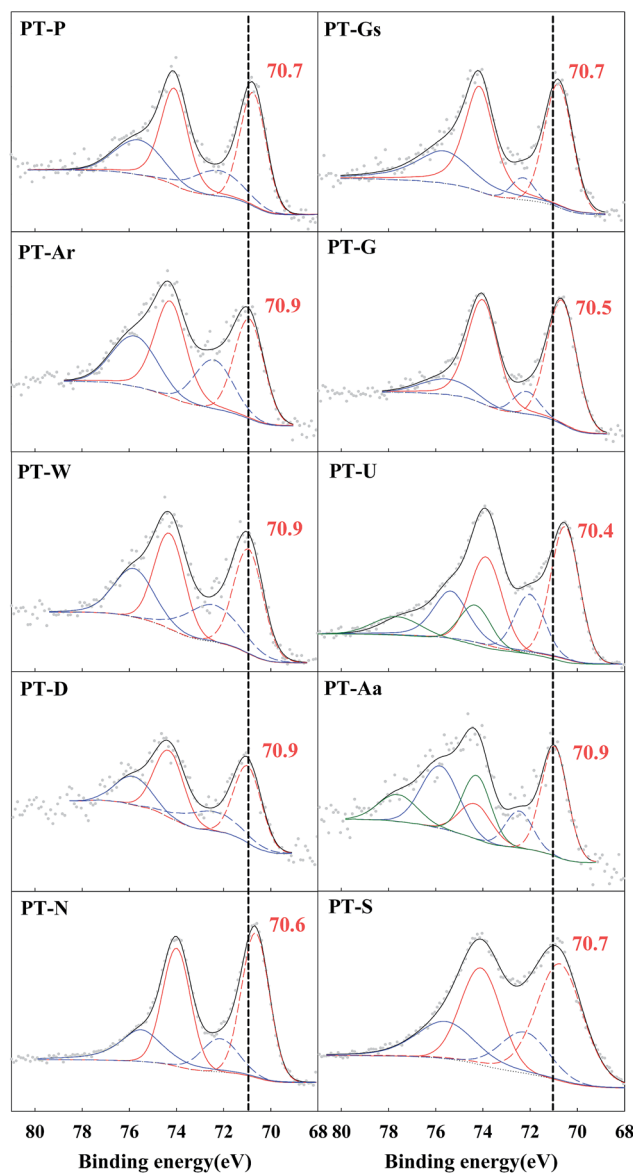 PT-P
70.7
PT-Gs
70.7
PT-Ar
70.9
PT-G
70.5
PT-W
70.9
PT-U
70.4
PT-D
70.9
PT-Aa
70.9
PT-N
70.6
PT-S
70.7
80 78 76 74 72 70 68 80 78 76 74 72 70 68
Binding energy(eV) Binding energy(eV)